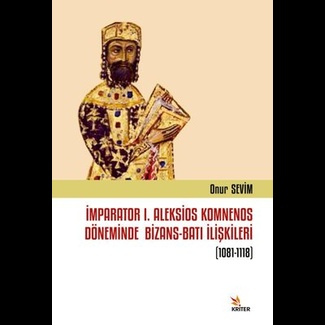 Onur SEVİM
İMPARATOR I. ALEKSİOS KOMNENOS
DÖNEMİNDE BİZANS-BATI İLİŞKİLERİ
(1081-1118)
KRİTER